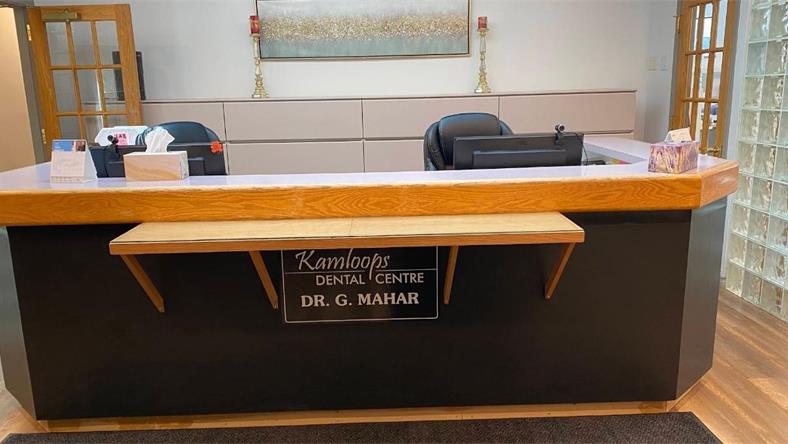 Kamloops
DENTAL CENTRE
DR. G. MAHAR